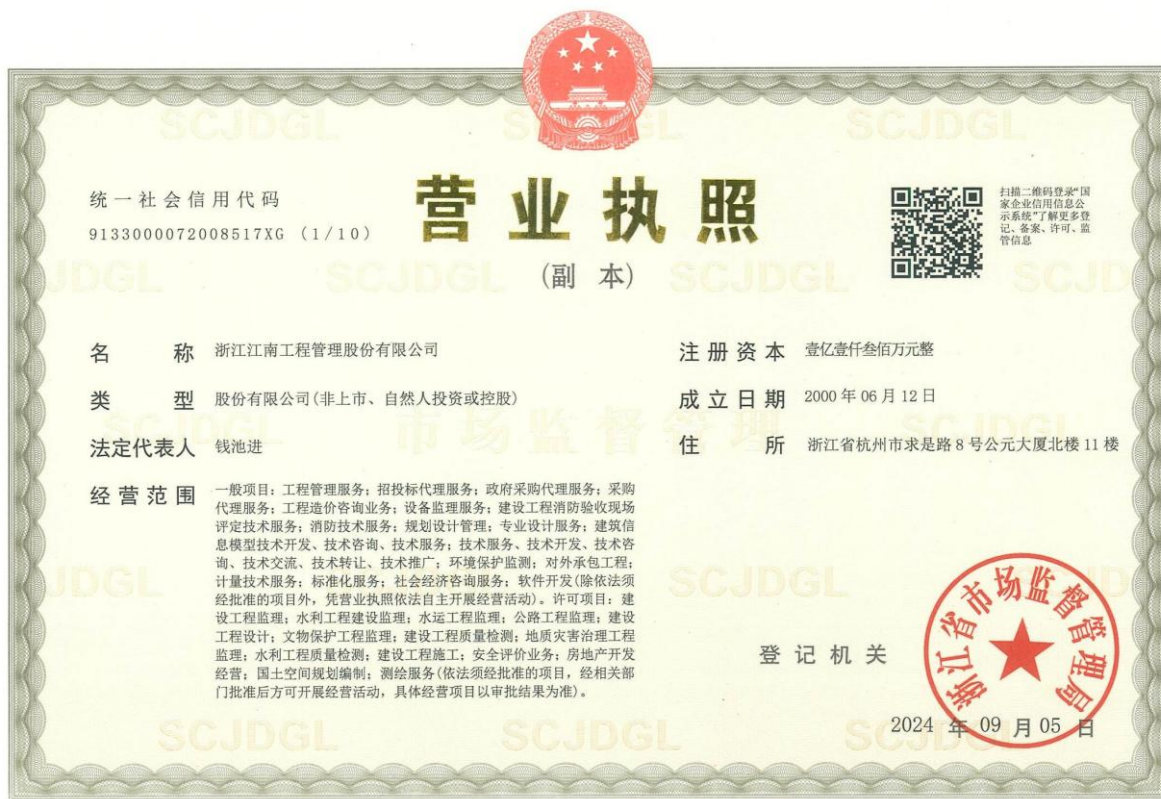 统一社会信用代码
9133000072008517XG (1/10)
营业执照
(副 本)
扫描二维码登录“国
家企业信用信息公
示系统”了解更多登
记、备案、许可、监
管信息
名 称 浙江江南工程管理股份有限公司
类 型 股份有限公司(非上市、自然人投资或控股)
法定代表人 钱池进
经营范围 一般项目：工程管理服务；招投标代理服务；政府采购代理服务；采购
代理服务；工程造价咨询业务；设备监理服务；建设工程消防验收现场
评定技术服务；消防技术服务；规划设计管理；专业设计服务；建筑信
息模型技术开发、技术咨询、技术服务；技术服务、技术开发、技术咨
询、技术交流、技术转让、技术推广；环境保护监测；对外承包工程；
计量技术服务；标准化服务；社会经济咨询服务；软件开发(除依法须
经批准的项目外，凭营业执照依法自主开展经营活动)。许可项目：建
设工程监理；水利工程建设监理；水运工程监理；公路工程监理；建设
工程设计；文物保护工程监理；建设工程质量检测；地质灾害治理工程
监理；水利工程质量检测；建设工程施工；安全评价业务；房地产开发
经营；国土空间规划编制；测绘服务(依法须经批准的项目，经相关部
门批准后方可开展经营活动，具体经营项目以审批结果为准)。
注册资本 壹亿壹仟叁佰万元整
成立日期 2000年06月12日
住 所 浙江省杭州市求是路8号公元大厦北楼11楼
登记机关
浙江省市场监督管理局
2024 年 09 月 05 日
SCJDGL
SCJDGL
SCJDGL
JDGL
SCJDGL
SCJDGL
SCJD
SCJDGL
市场监督管理
SCJDGL
JDGL
SCJDGL
SCJDGL
SCJDGL
SCJDGL